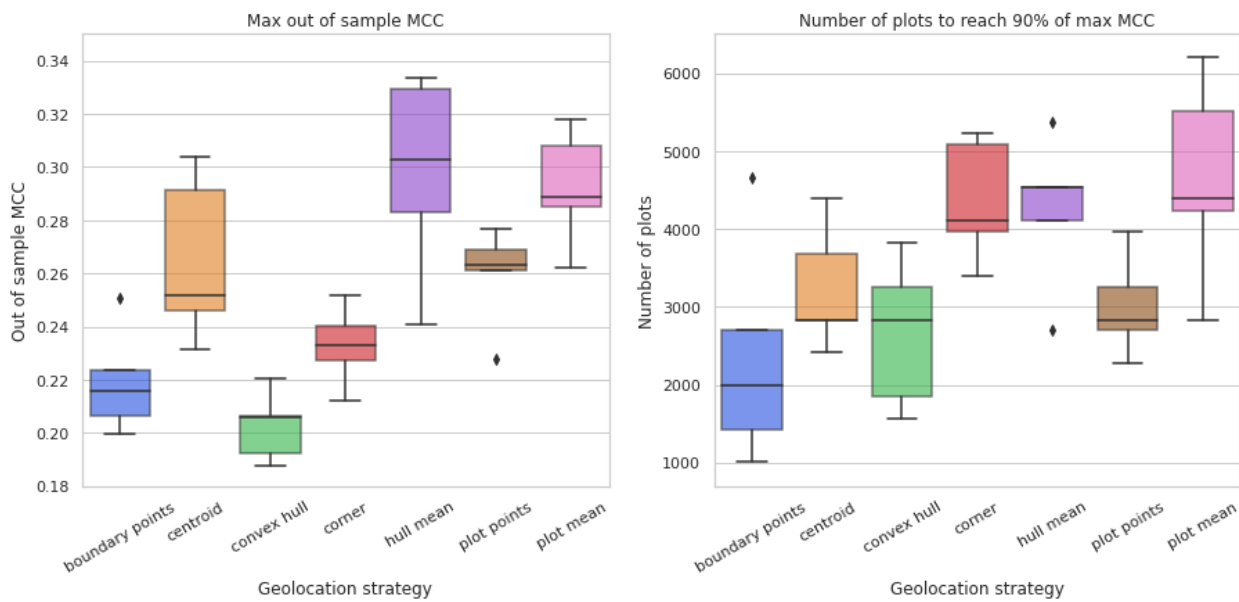 Max out of sample MCC
0.34
0.32
0.30
0.28
0.26
0.24
0.22
0.20
0.18
Out of sample MCC
boundary points
centroid
convex hull
corner
hull mean
plot points
plot mean
Geolocation strategy
Number of plots to reach 90% of max MCC
6000
5000
4000
3000
2000
1000
Number of plots
boundary points
centroid
convex hull
corner
hull mean
plot points
plot mean
Geolocation strategy